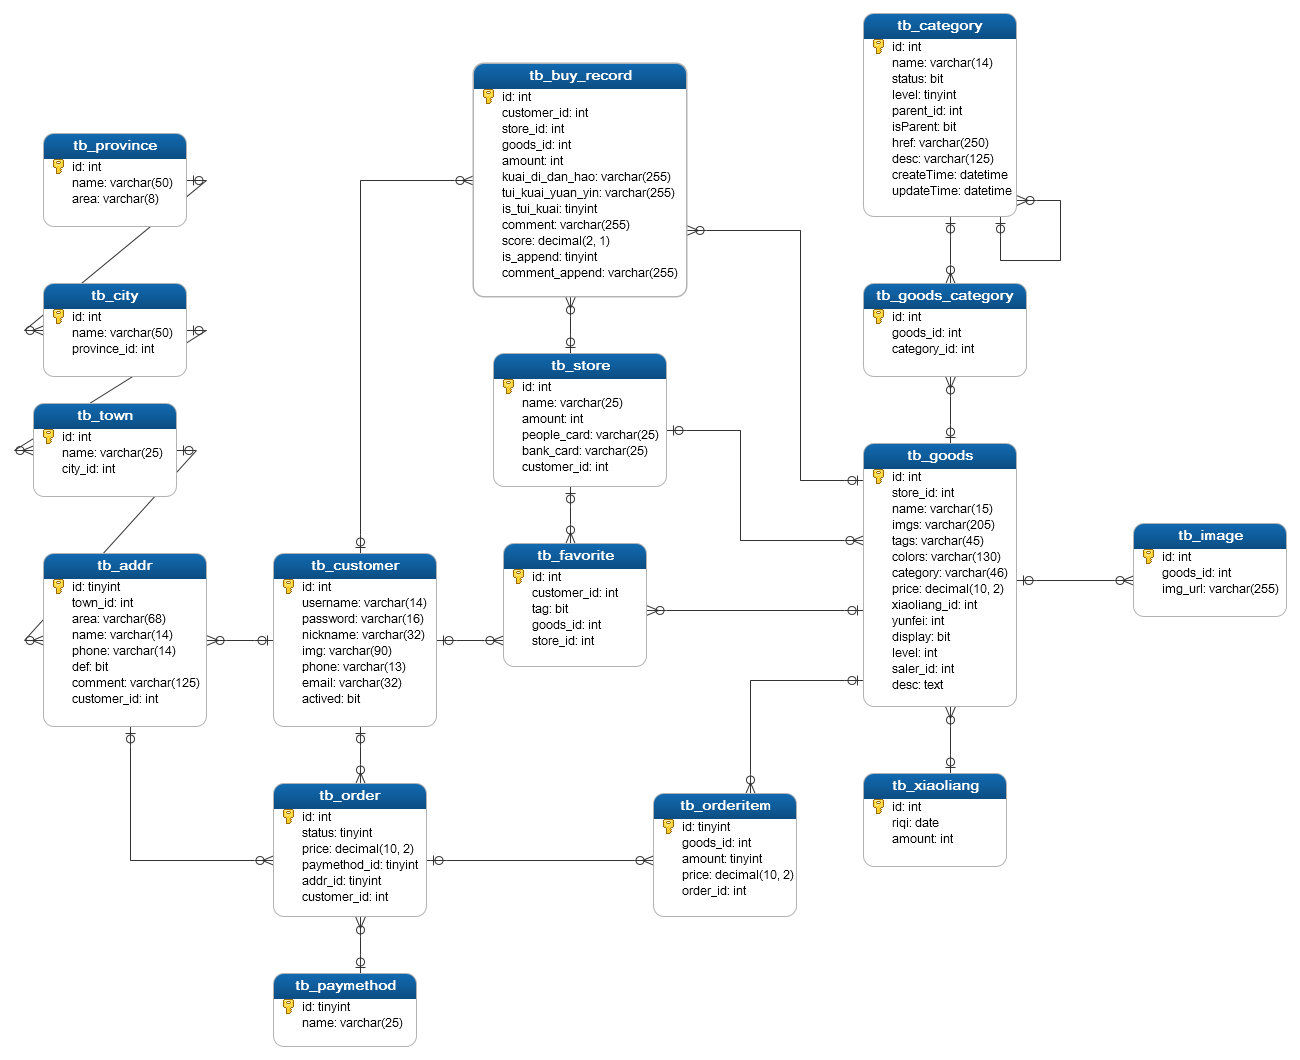 tb_category
id: int
name: varchar(14)
status: bit
level: tinyint
parent_id: int
isParent: bit
href: varchar(250)
desc: varchar(125)
createTime: datetime
updateTime: datetime
tb_buy_record
id: int
customer_id: int
store_id: int
goods_id: int
amount: int
kuai_di_dan_hao: varchar(255)
tui_kuai_yuan_yin: varchar(255)
is_tui_kuai: tinyint
comment: varchar(255)
score: decimal(2, 1)
is_append: tinyint
comment_append: varchar(255)
tb_province
id: int
name: varchar(50)
area: varchar(8)
tb_city
id: int
name: varchar(50)
province_id: int
tb_goods_category
id: int
goods_id: int
category_id: int
tb_store
id: int
name: varchar(25)
amount: int
people_card: varchar(25)
bank_card: varchar(25)
customer_id: int
tb_town
id: int
name: varchar(25)
city_id: int
tb_goods
id: int
store_id: int
name: varchar(15)
imgs: varchar(205)
tags: varchar(45)
colors: varchar(130)
category: varchar(46)
price: decimal(10, 2)
xiaoliang_id: int
yunfei: int
display: bit
level: int
saler_id: int
desc: text
tb_image
id: int
goods_id: int
img_url: varchar(255)
tb_favorite
id: int
customer_id: int
tag: bit
goods_id: int
store_id: int
tb_addr
id: tinyint
town_id: int
area: varchar(68)
name: varchar(14)
phone: varchar(14)
def: bit
comment: varchar(125)
customer_id: int
tb_customer
id: int
username: varchar(14)
password: varchar(16)
nickname: varchar(32)
img: varchar(90)
phone: varchar(13)
email: varchar(32)
actived: bit
tb_order
id: int
status: tinyint
price: decimal(10, 2)
paymethod_id: tinyint
addr_id: tinyint
customer_id: int
tb_orderitem
id: tinyint
goods_id: int
amount: tinyint
price: decimal(10, 2)
order_id: int
tb_xiaoliang
id: int
riqi: date
amount: int
tb_paymethod
id: tinyint
name: varchar(25)